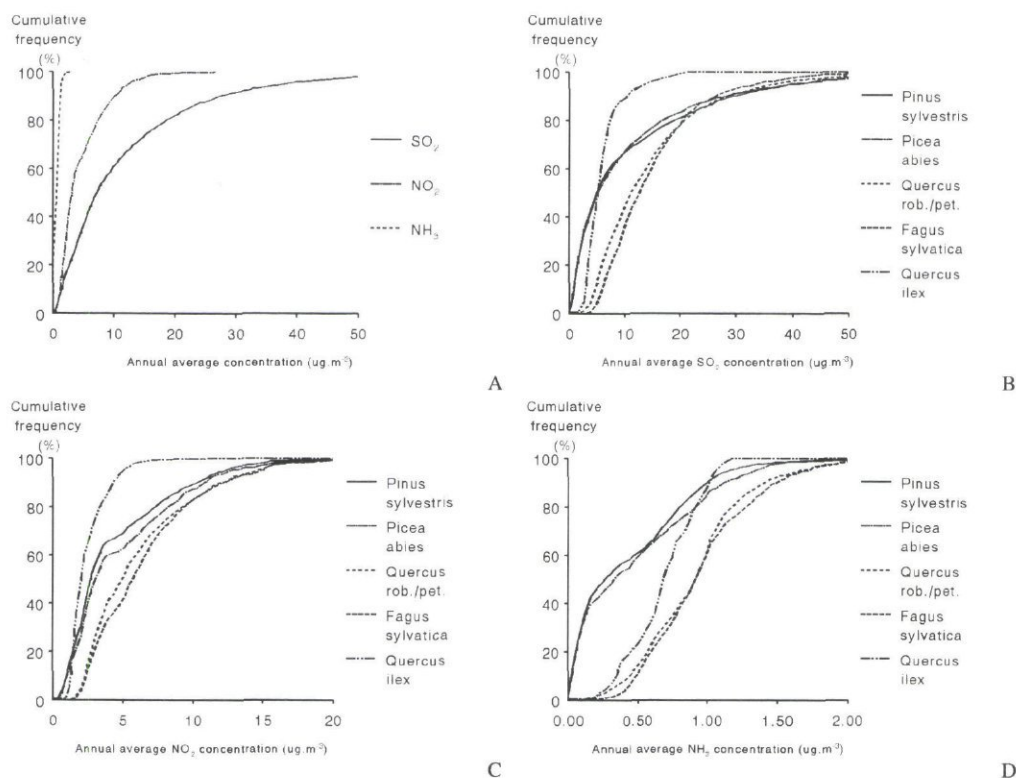 Cumulative
frequency
(%)
100
80
60
40
20
0
0 10 20 30 40 50
Annual average concentration (ug.m⁻³)
SO₂
NO₂
NH₃
A
Cumulative
frequency
(%)
100
80
60
40
20
0
0 10 20 30 40 50
Annual average SO₂ concentration (ug.m⁻³)
Pinus
sylvestris
Picea
abies
Quercus
rob./pet.
Fagus
sylvatica
Quercus
ilex
B
Cumulative
frequency
(%)
100
80
60
40
20
0
0 5 10 15 20
Annual average NO₂ concentration (ug.m⁻³)
Pinus
sylvestris
Picea
abies
Quercus
rob./pet.
Fagus
sylvatica
Quercus
ilex
C
Cumulative
frequency
(%)
100
80
60
40
20
0
0.00 0.50 1.00 1.50 2.00
Annual average NH₃ concentration (ug.m⁻³)
Pinus
sylvestris
Picea
abies
Quercus
rob./pet.
Fagus
sylvatica
Quercus
ilex
D